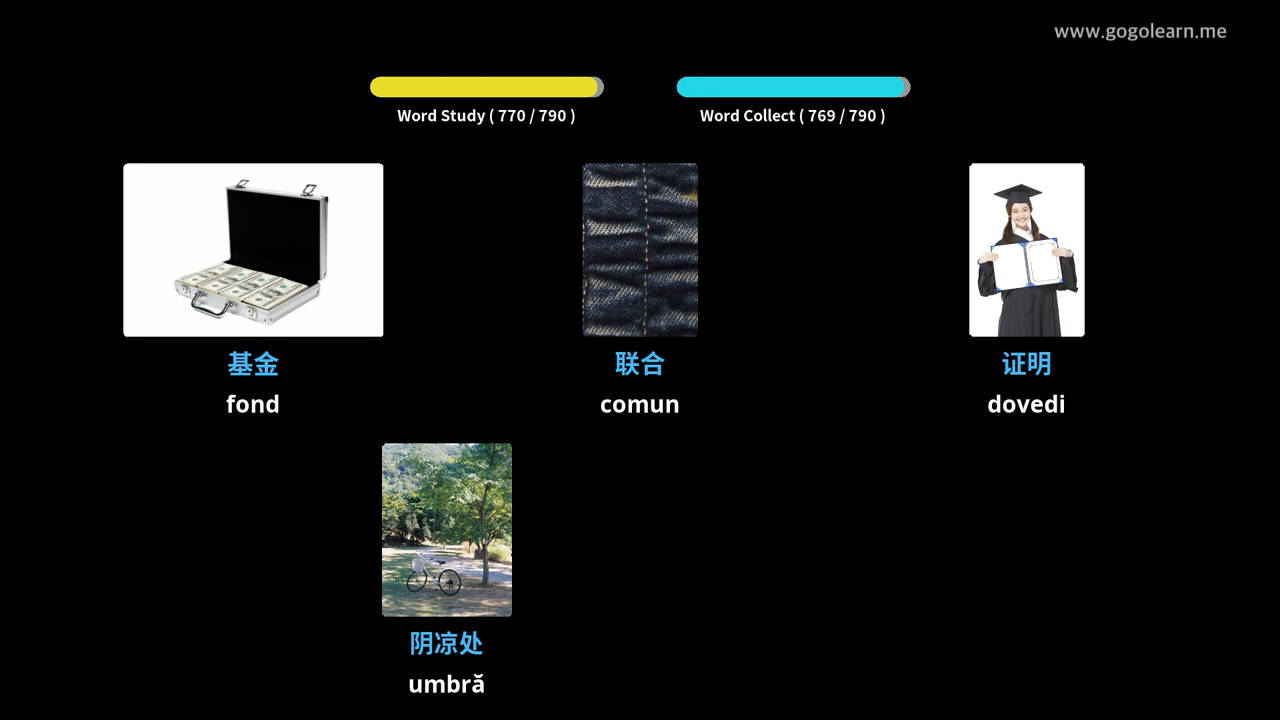 www.gogolearn.me
Word Study ( 770 / 790 )
Word Collect ( 769 / 790 )
基金
fond
联合
comun
证明
dovedi
阴凉处
umbră